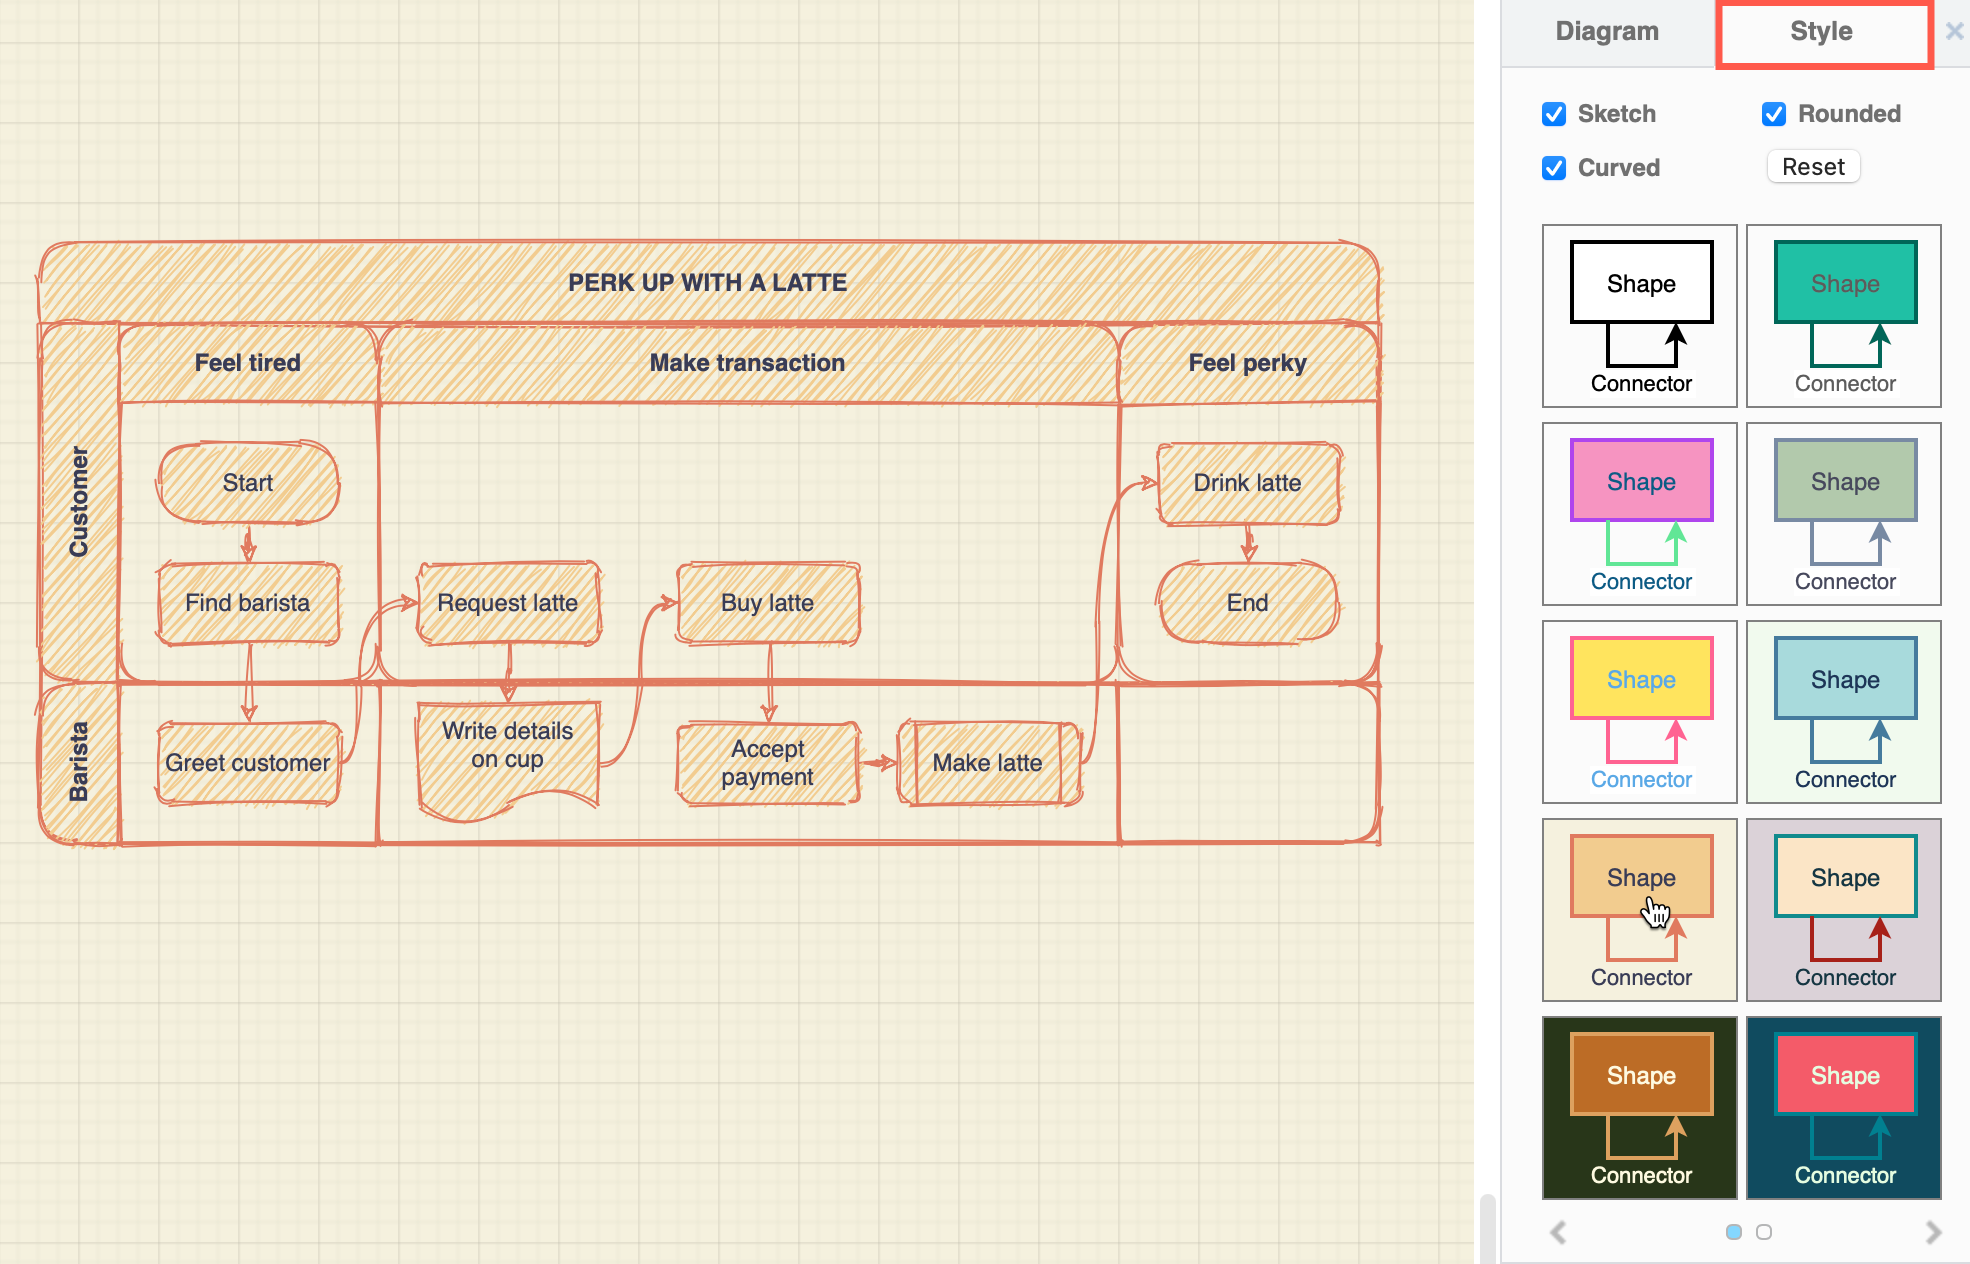 Diagram
Style
Sketch
Rounded
Curved
Reset
PERK UP WITH A LATTE
Feel tired
Make transaction
Feel perky
Customer
Start
Drink latte
Find barista
Request latte
Buy latte
End
Barista
Greet customer
Write details
on cup
Accept
payment
Make latte
Shape
Connector
Shape
Connector
Shape
Connector
Shape
Connector
Shape
Connector
Shape
Connector
Shape
Connector
Shape
Connector
Shape
Connector
Shape
Connector